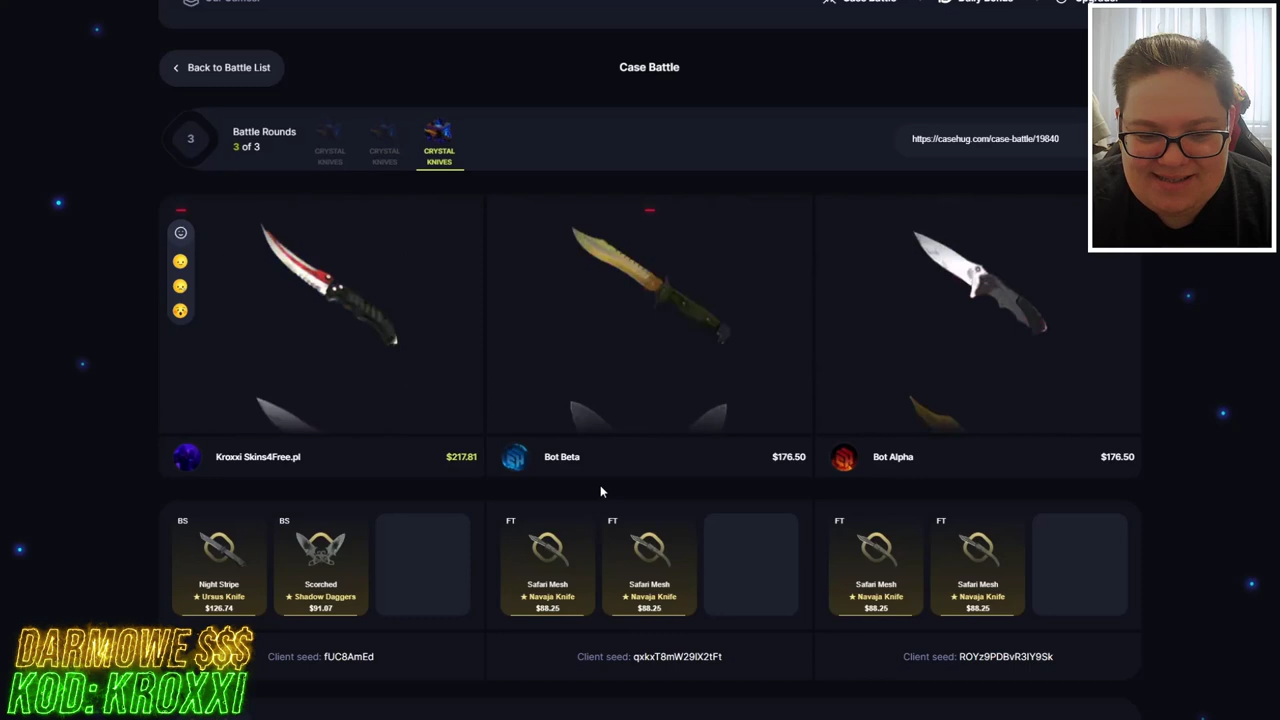 Case Battle
Back to Battle List
Case Battle
3
Battle Rounds
3 of 3
CRYSTAL
KNIVES
CRYSTAL
KNIVES
CRYSTAL
KNIVES
https://casehug.com/case-battle/19840
Kroxxi Skins4Free.pl
$217.81
Bot Beta
$176.50
Bot Alpha
$176.50
BS
Night Stripe
★ Ursus Knife
$126.74
BS
Scorched
★ Shadow Daggers
$91.07
FT
Safari Mesh
★ Navaja Knife
$88.25
FT
Safari Mesh
★ Navaja Knife
$88.25
FT
Safari Mesh
★ Navaja Knife
$88.25
FT
Safari Mesh
★ Navaja Knife
$88.25
Client seed: fUC8AmEd
Client seed: qxkxT8mW29lX2tFt
Client seed: ROYz9PDBvR3IY9Sk
DARMOWE $$$
KOD: KROXXI